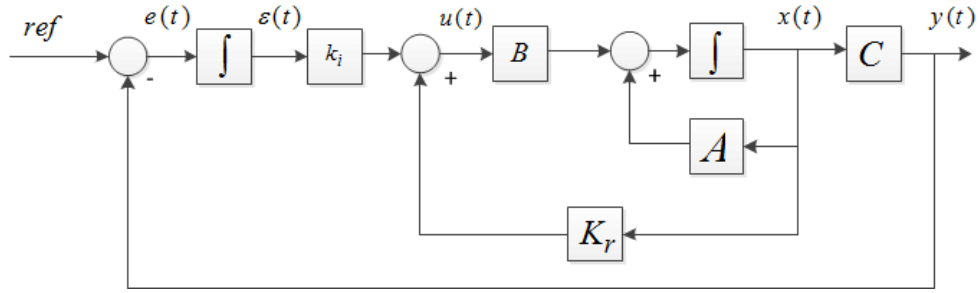 ref e(t) ε(t) u(t) x(t) y(t)
∫ k_i B ∫ C
- + +
A
K_r